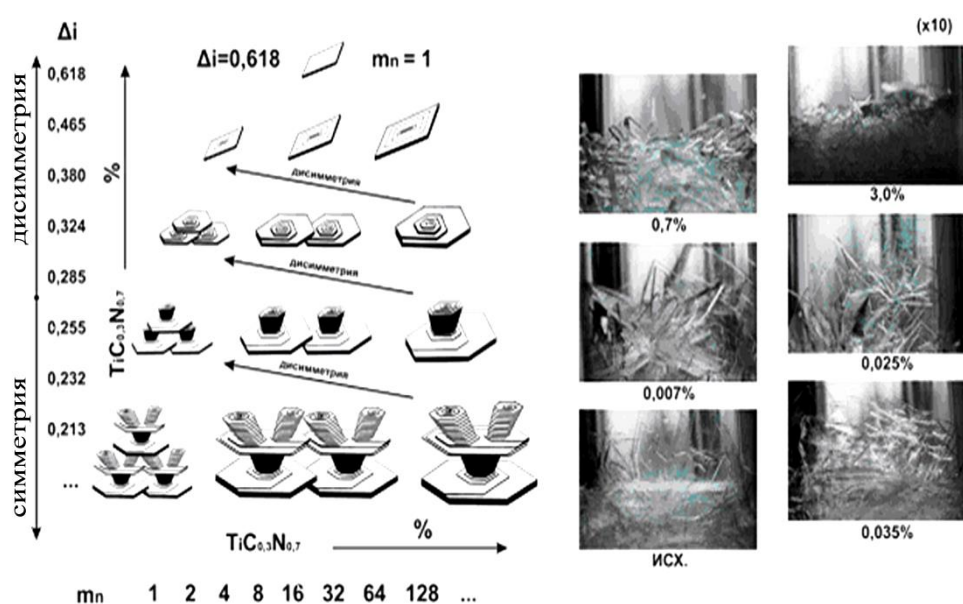 Δi
Δi=0,618
mn = 1
0,618
0,465
0,380
0,324
0,285
0,255
0,232
0,213
...
дисимметрия
симметрия
%
TiC0,3N0,7
дисимметрия
дисимметрия
дисимметрия
TiC0,3N0,7
%
mn 1 2 4 8 16 32 64 128 ...
(x10)
0,7%
3,0%
0,007%
0,025%
исх.
0,035%